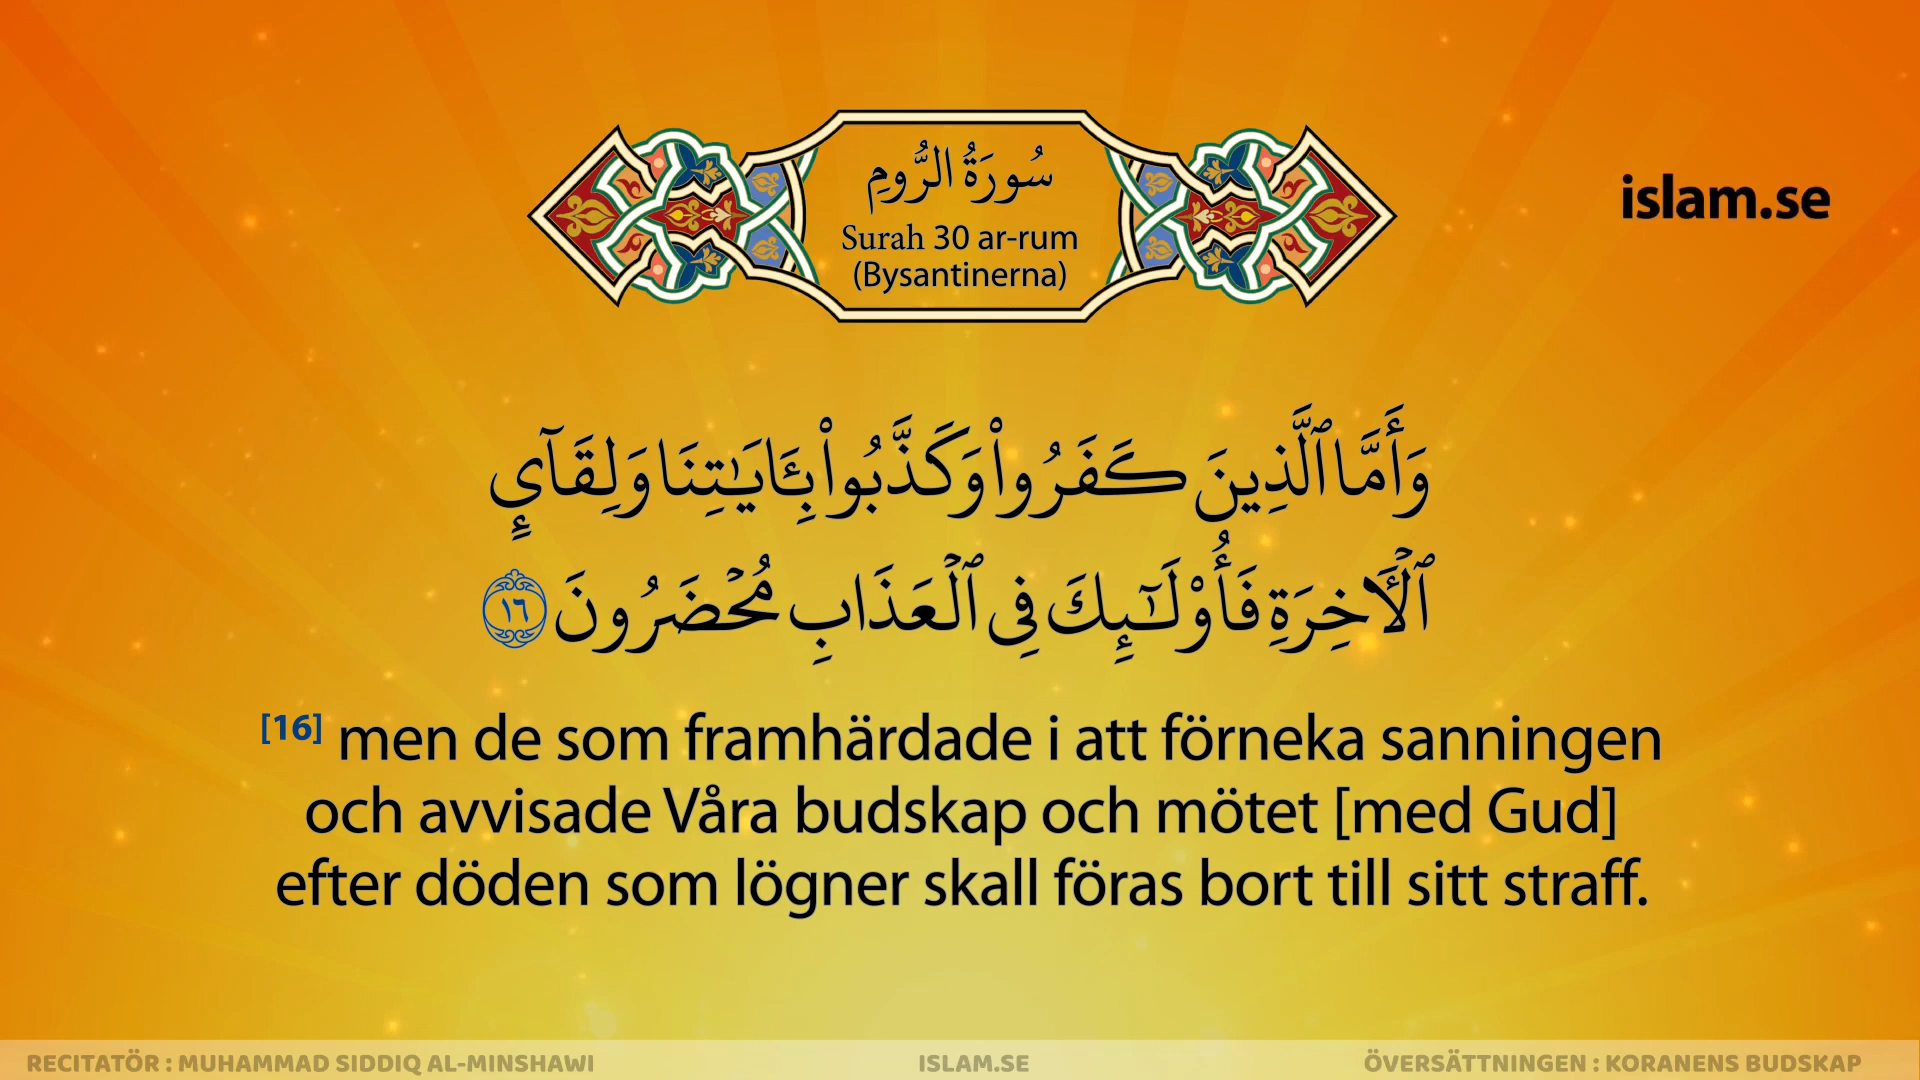 سُورَةُ الرُّومِ
Surah 30 ar-rum
(Bysantinerna)
islam.se
وَأَمَّا ٱلَّذِينَ كَفَرُوا۟ وَكَذَّبُوا۟ بِـَٔايَـٰتِنَا وَلِقَآئِ
ٱلْـَٔاخِرَةِ فَأُو۟لَـٰٓئِكَ فِى ٱلْعَذَابِ مُحْضَرُونَ ١٦
[16] men de som framhärdade i att förneka sanningen
och avvisade Våra budskap och mötet [med Gud]
efter döden som lögner skall föras bort till sitt straff.
RECITATÖR : MUHAMMAD SIDDIQ AL-MINSHAWI
ISLAM.SE
ÖVERSÄTTNINGEN : KORANENS BUDSKAP